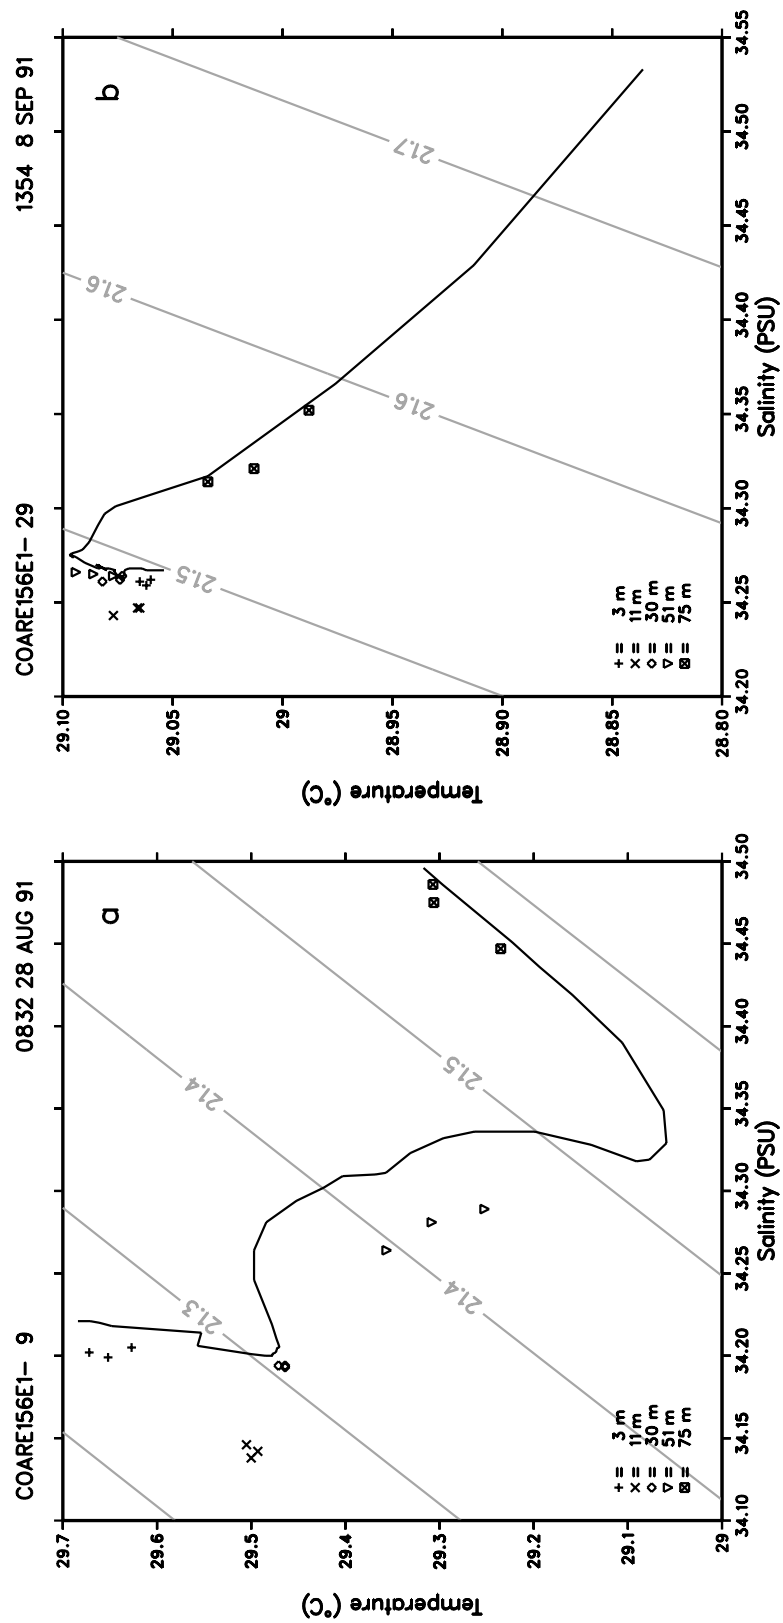 COARE156E1- 9 0832 28 AUG 91
a
29.7
29.6
29.5
29.4
29.3
29.2
29.1
29
Temperature (°C)
34.10 34.15 34.20 34.25 34.30 34.35 34.40 34.45 34.50
Salinity (PSU)
21.3
21.4
21.4
21.5
+ = 3 m
× = 11 m
◇ = 30 m
▽ = 51 m
⊠ = 75 m
COARE156E1- 29 1354 8 SEP 91
b
29.10
29.05
29
28.95
28.90
28.85
28.80
Temperature (°C)
34.20 34.25 34.30 34.35 34.40 34.45 34.50 34.55
Salinity (PSU)
21.5
21.6
21.6
21.7
+ = 3 m
× = 11 m
◇ = 30 m
▽ = 51 m
⊠ = 75 m